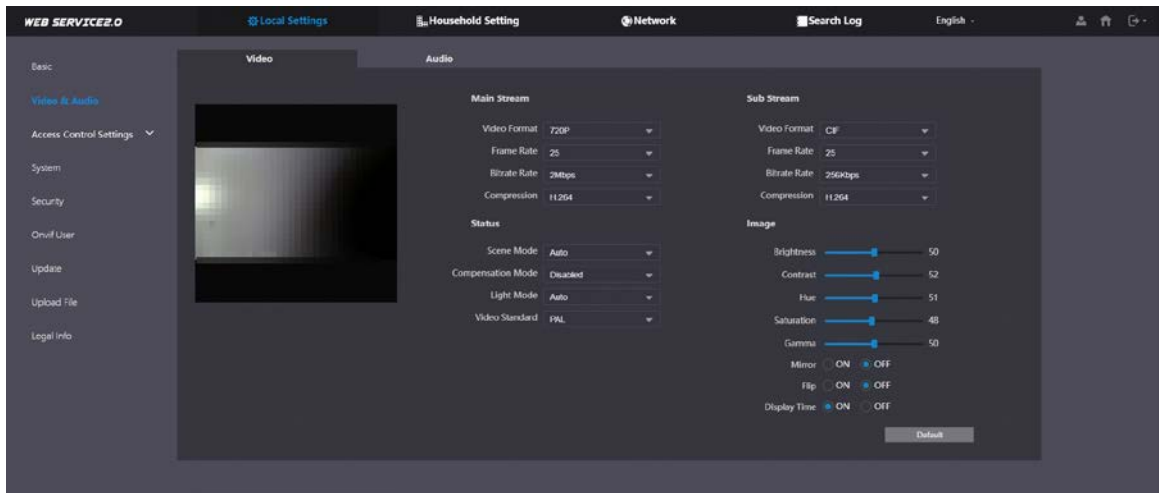 WEB SERVICE2.0 Local Settings Household Setting Network Search Log English
Video Audio
Basic
Video & Audio
Access Control Settings
System
Security
Onvif User
Update
Upload File
Legal Info
Main Stream
Video Format 720P
Frame Rate 25
Bitrate Rate 2Mbps
Compression H.264
Status
Scene Mode Auto
Compensation Mode Disabled
Light Mode Auto
Video Standard PAL
Sub Stream
Video Format CIF
Frame Rate 25
Bitrate Rate 256Kbps
Compression H.264
Image
Brightness 50
Contrast 52
Hue 51
Saturation 48
Gamma 50
Mirror ON OFF
Flip ON OFF
Display Time ON OFF
Default